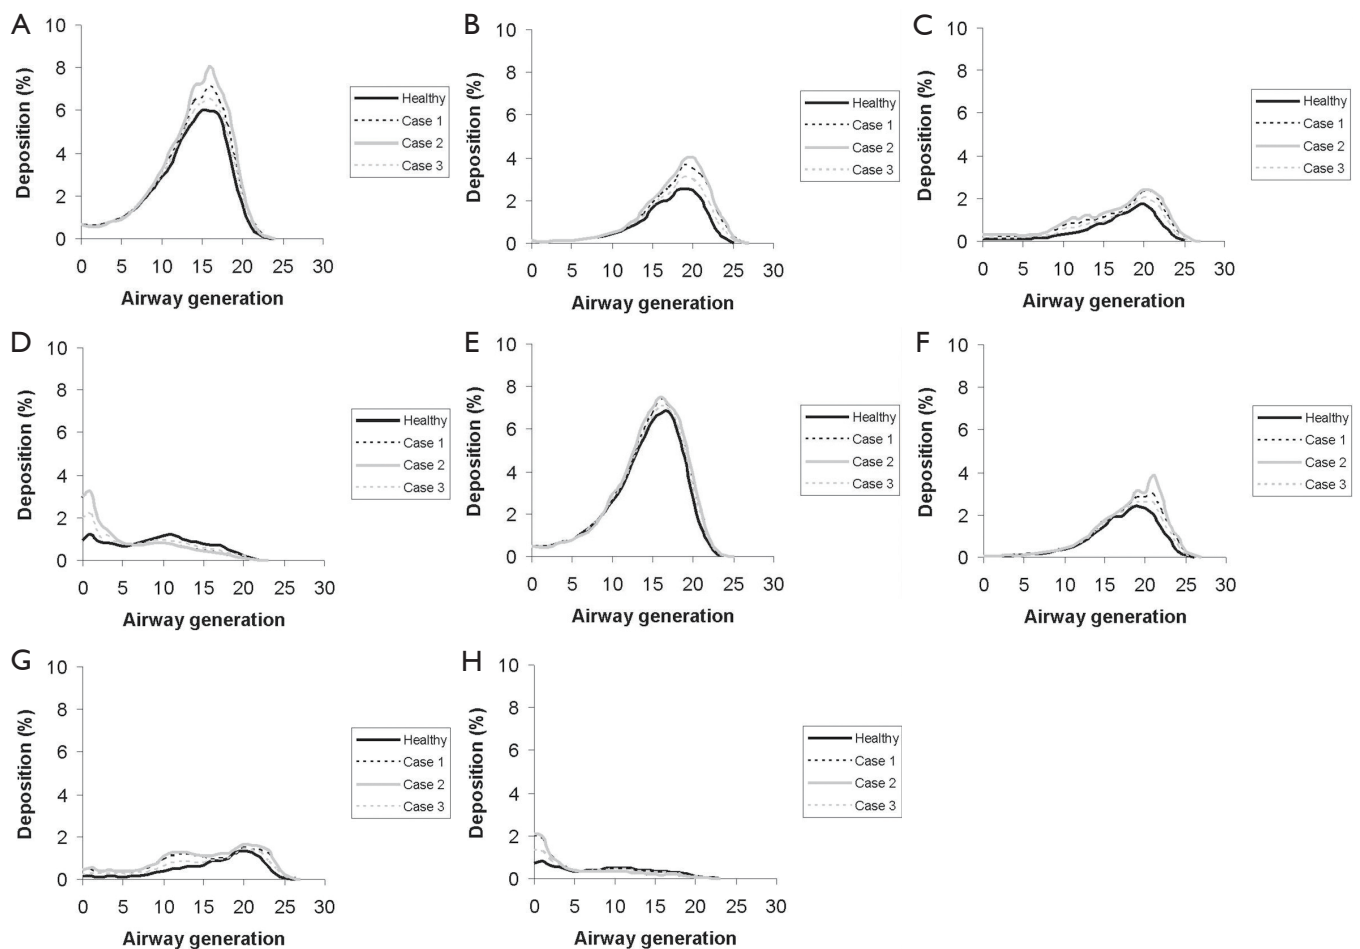 A
Deposition (%)
10
8
6
4
2
0
0 5 10 15 20 25 30
Airway generation
Healthy
Case 1
Case 2
Case 3
B
Deposition (%)
10
8
6
4
2
0
0 5 10 15 20 25 30
Airway generation
Healthy
Case 1
Case 2
Case 3
C
Deposition (%)
10
8
6
4
2
0
0 5 10 15 20 25 30
Airway generation
Healthy
Case 1
Case 2
Case 3
D
Deposition (%)
10
8
6
4
2
0
0 5 10 15 20 25 30
Airway generation
Healthy
Case 1
Case 2
Case 3
E
Deposition (%)
10
8
6
4
2
0
0 5 10 15 20 25 30
Airway generation
Healthy
Case 1
Case 2
Case 3
F
Deposition (%)
10
8
6
4
2
0
0 5 10 15 20 25 30
Airway generation
Healthy
Case 1
Case 2
Case 3
G
Deposition (%)
10
8
6
4
2
0
0 5 10 15 20 25 30
Airway generation
Healthy
Case 1
Case 2
Case 3
H
Deposition (%)
10
8
6
4
2
0
0 5 10 15 20 25 30
Airway generation
Healthy
Case 1
Case 2
Case 3